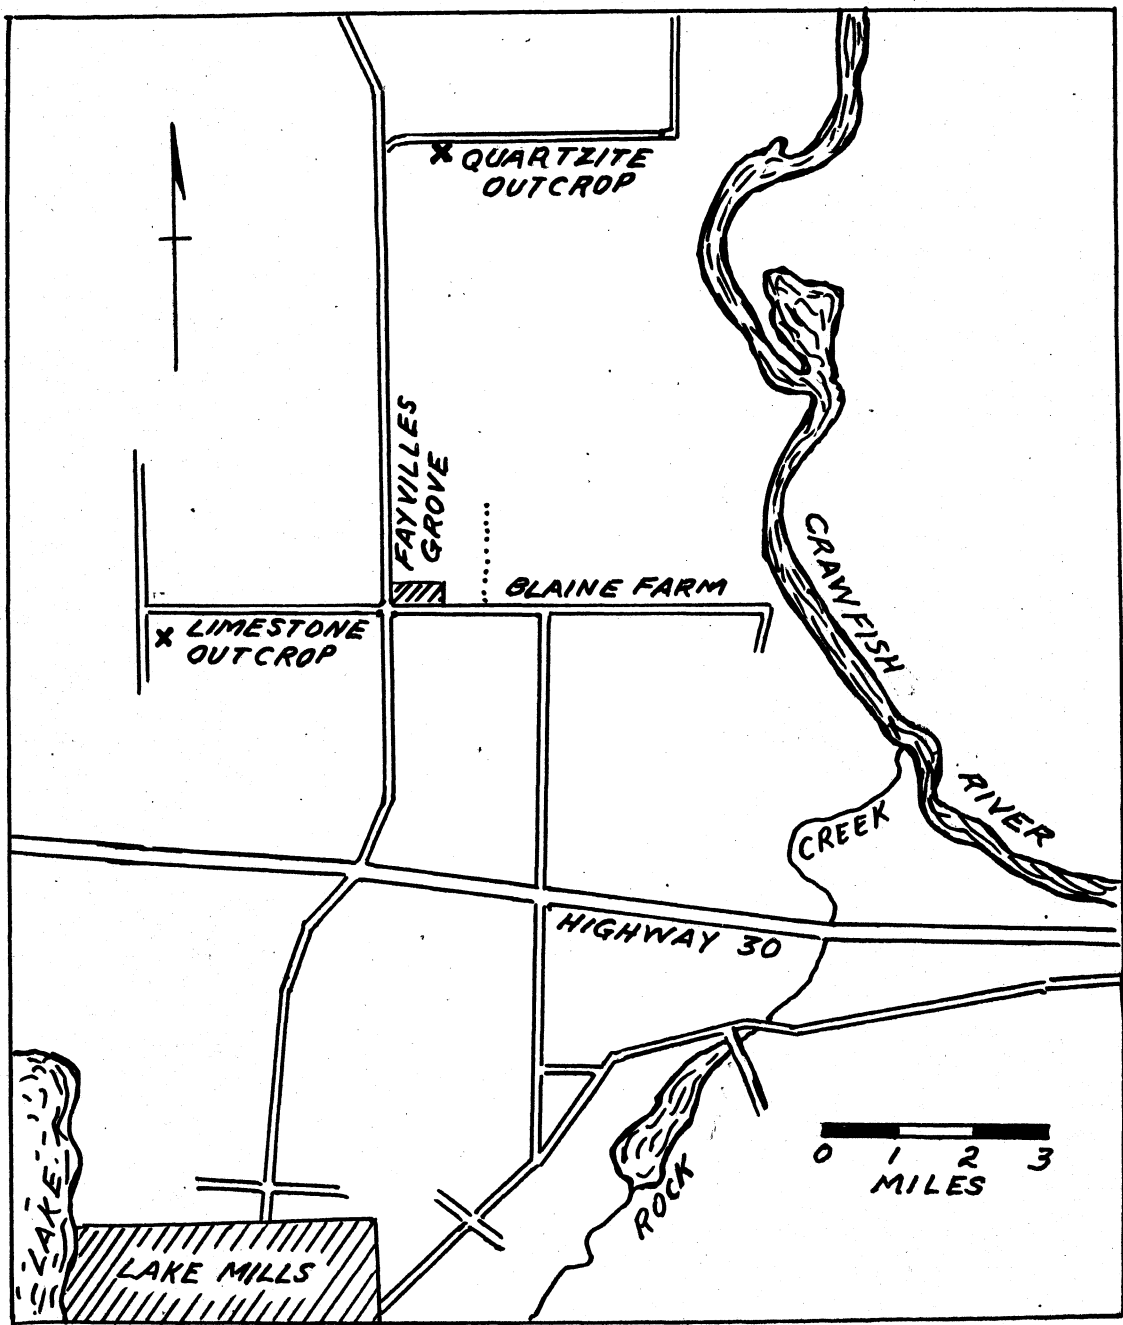 X QUARTZITE
OUTCROP
FAYVILLES
GROVE
BLAINE FARM
X LIMESTONE
OUTCROP
CRAWFISH
RIVER
CREEK
HIGHWAY 30
0 1 2 3
MILES
ROCK
LAKE
LAKE MILLS